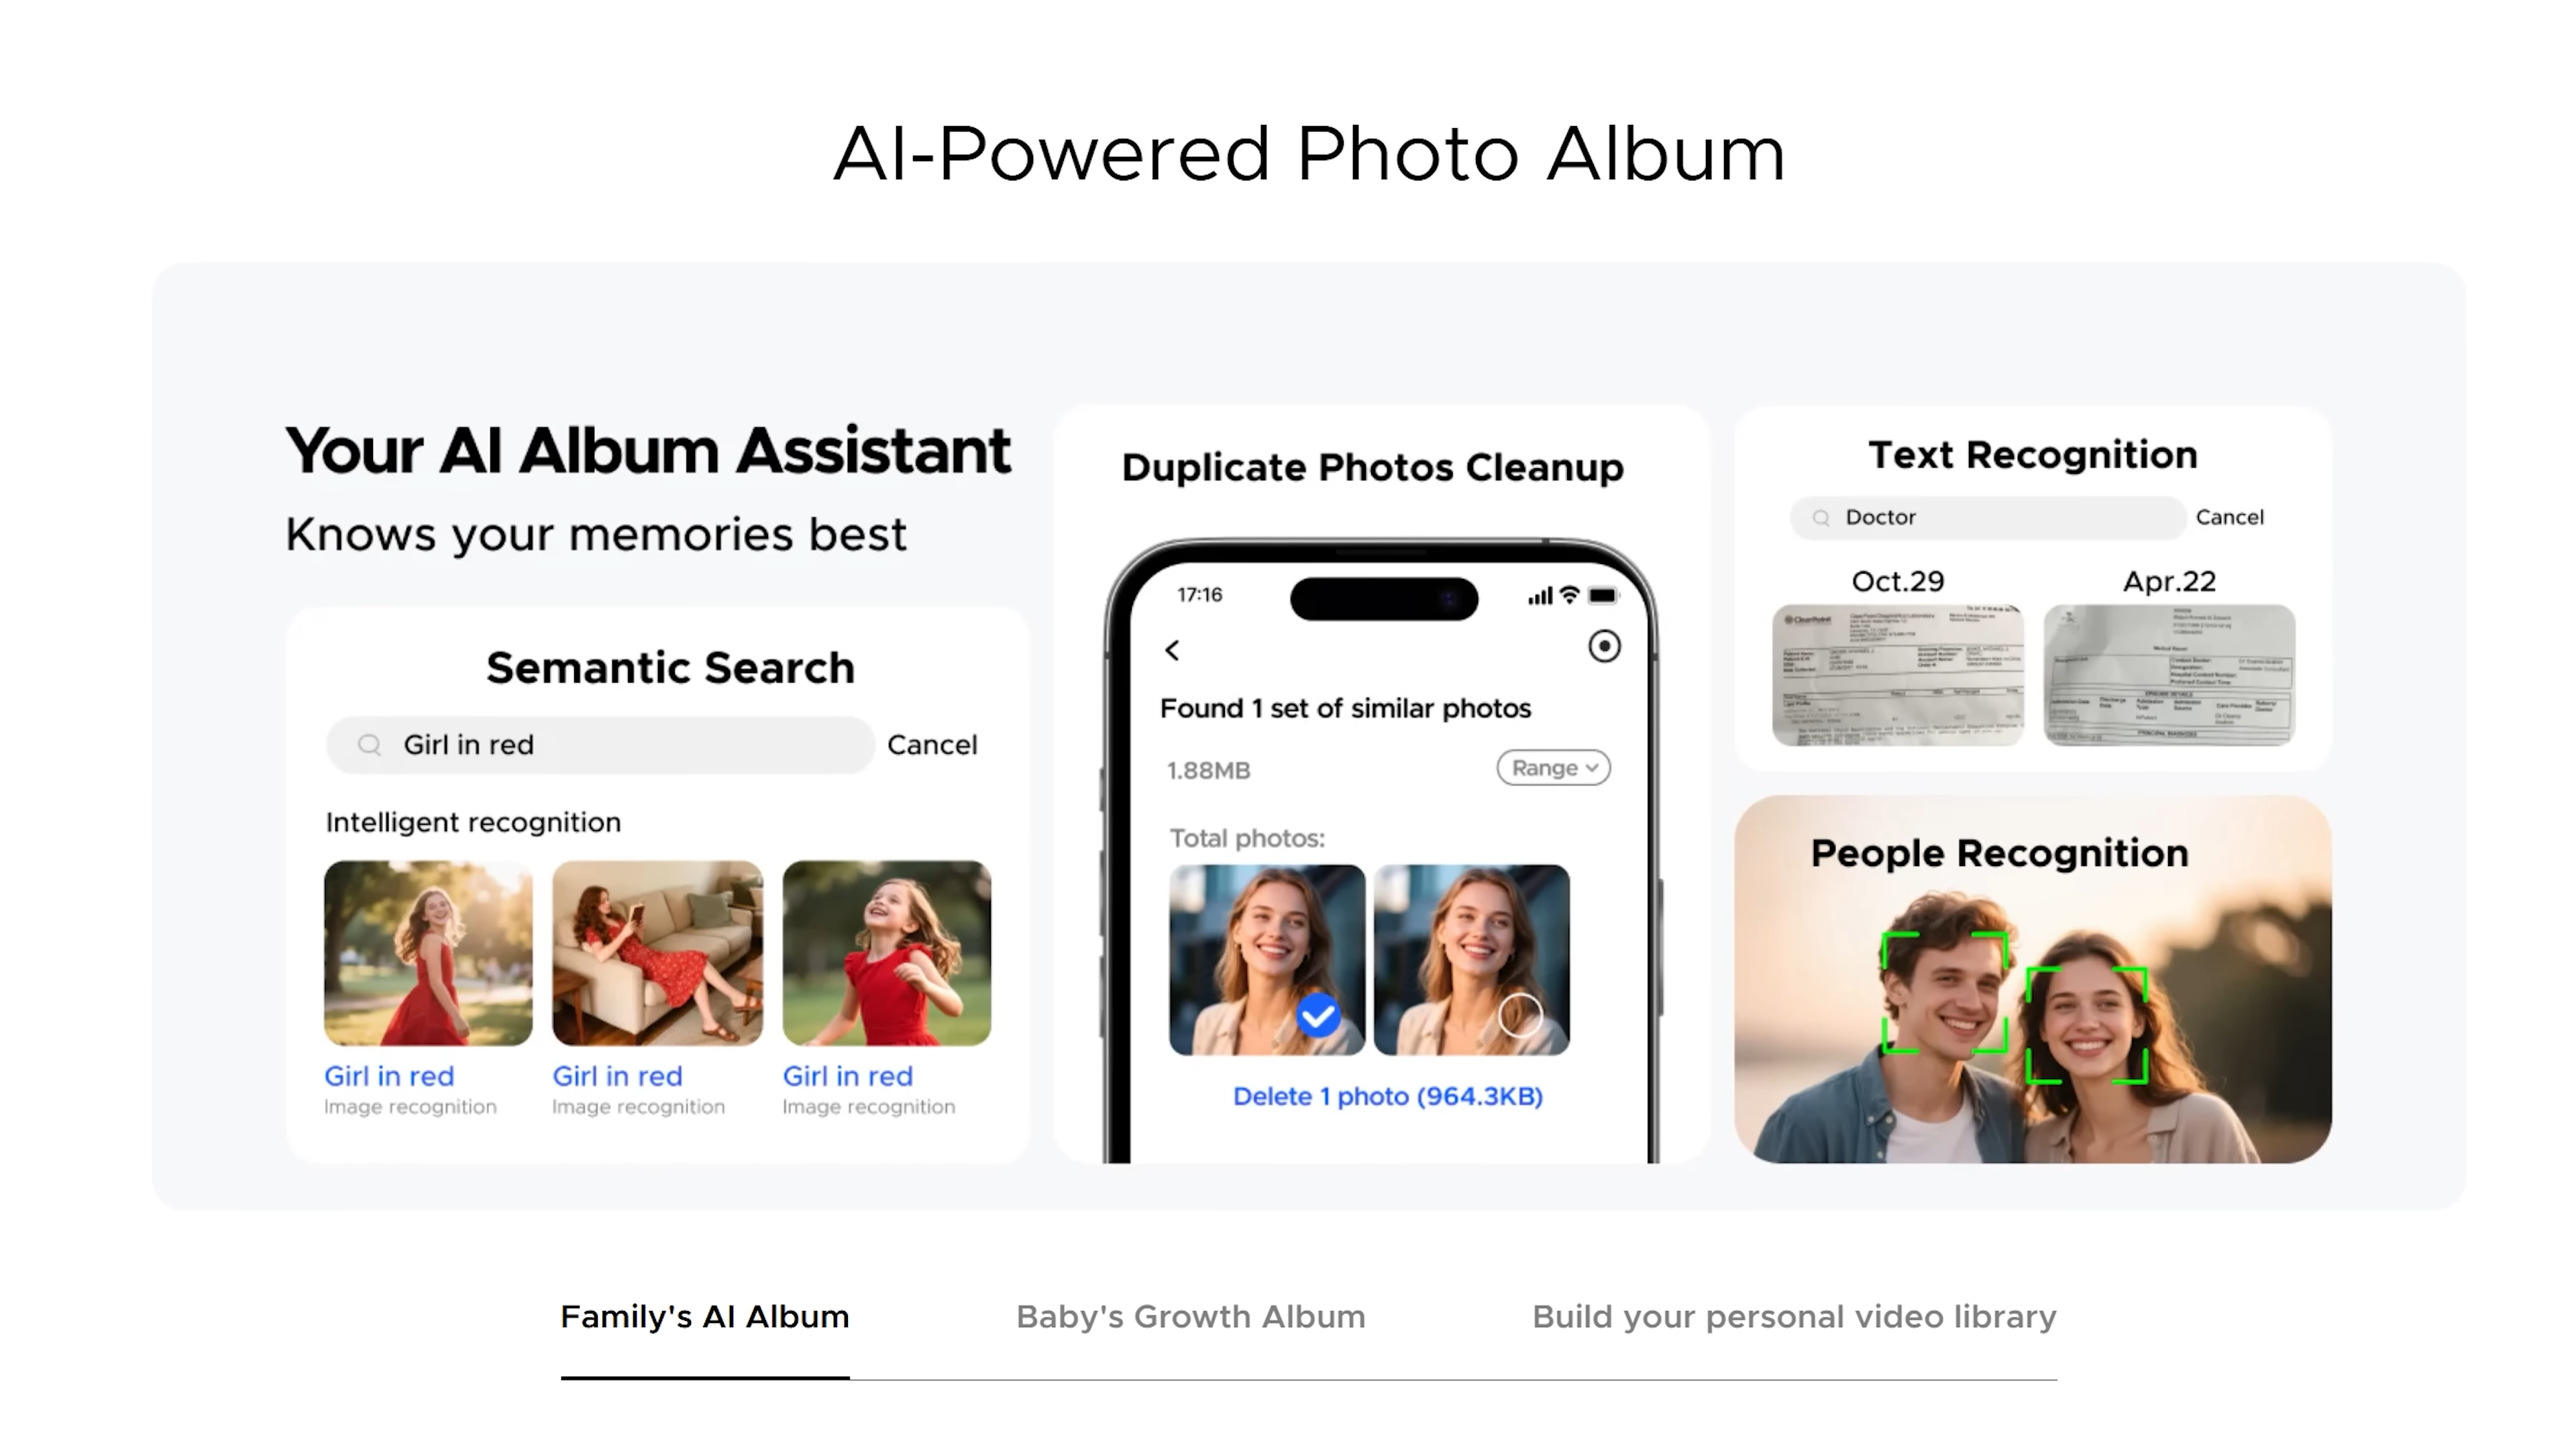 AI-Powered Photo Album
Your AI Album Assistant
Knows your memories best
Semantic Search
Girl in red
Cancel
Intelligent recognition
Girl in red
Image recognition
Girl in red
Image recognition
Girl in red
Image recognition
Duplicate Photos Cleanup
17:16
Found 1 set of similar photos
1.88MB
Range
Total photos:
Delete 1 photo (964.3KB)
Text Recognition
Doctor
Cancel
Oct.29
Apr.22
ClearPoint
People Recognition
Family's AI Album
Baby's Growth Album
Build your personal video library